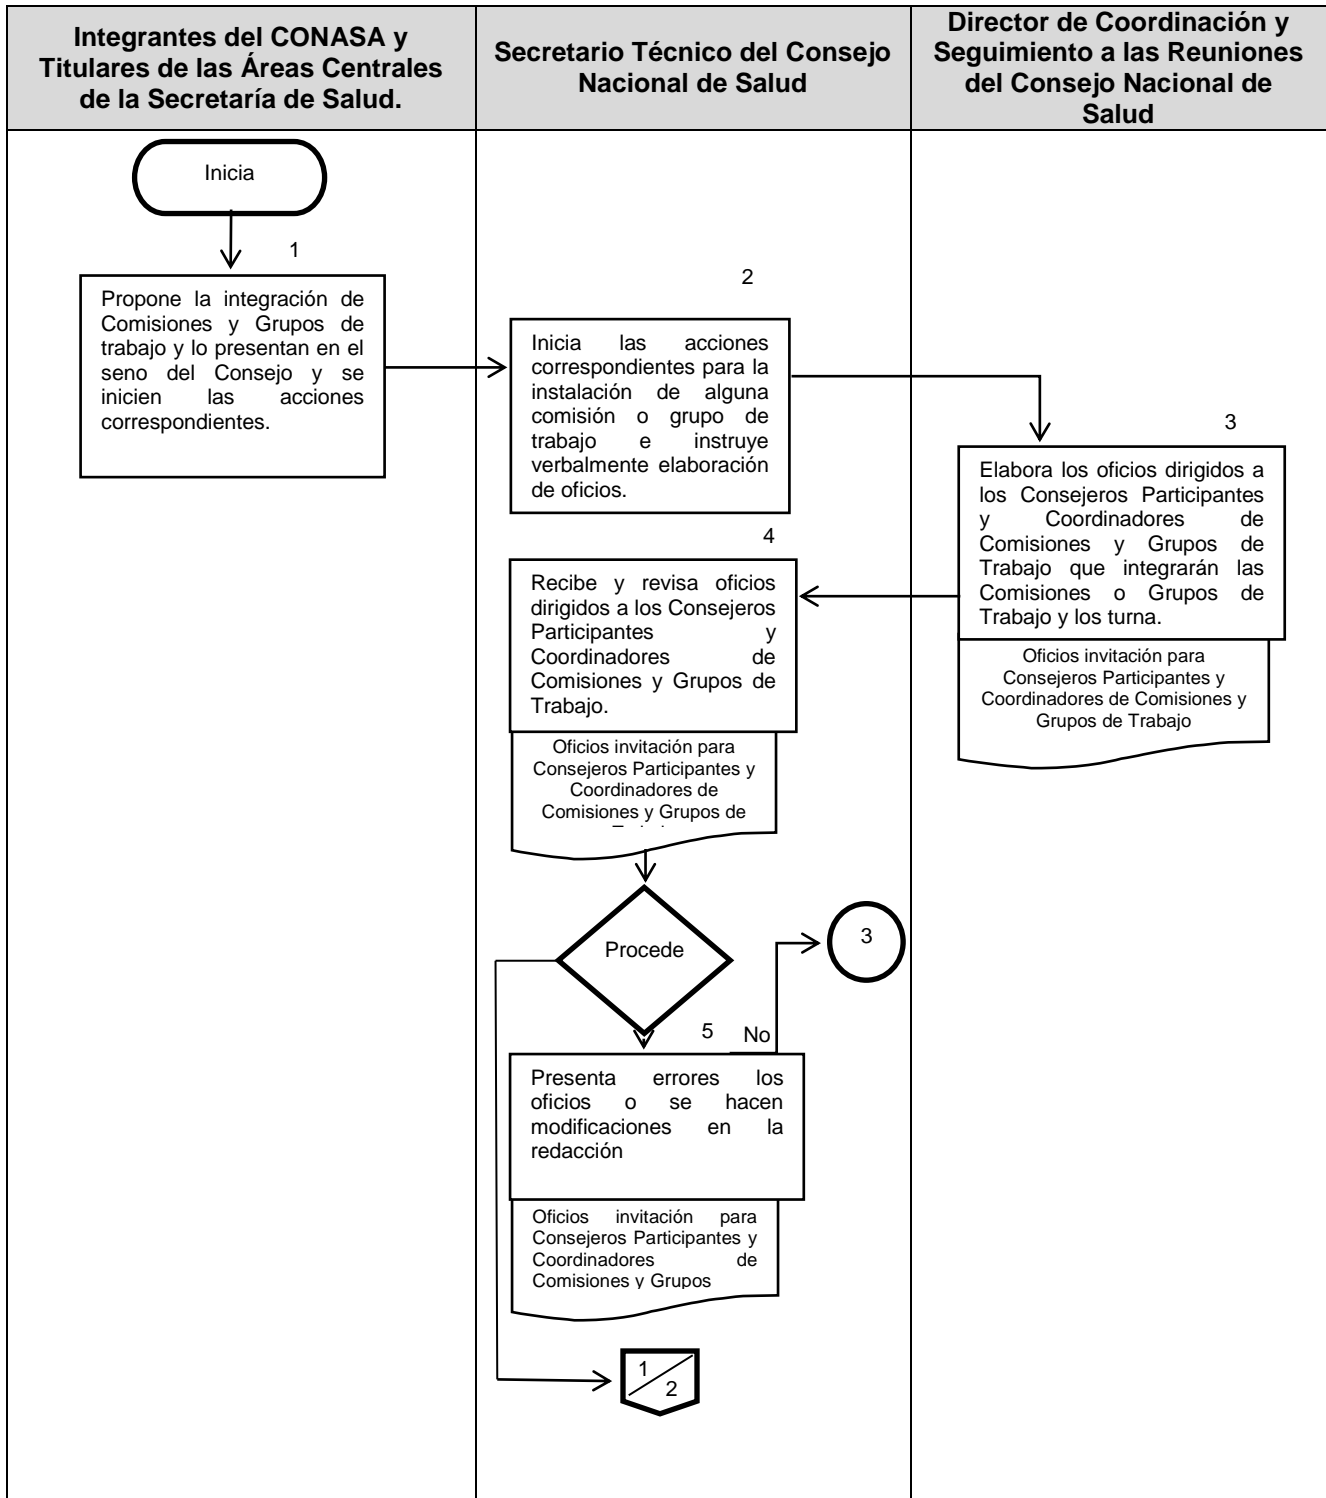 Integrantes del CONASA y
Titulares de las Áreas Centrales
de la Secretaría de Salud.
Secretario Técnico del Consejo
Nacional de Salud
Director de Coordinación y
Seguimiento a las Reuniones
del Consejo Nacional de
Salud
Inicia
1
Propone la integración de
Comisiones y Grupos de
trabajo y lo presentan en el
seno del Consejo y se
inicien las acciones
correspondientes.
2
Inicia las acciones
correspondientes para la
instalación de alguna
comisión o grupo de
trabajo e instruye
verbalmente elaboración
de oficios.
3
Elabora los oficios dirigidos a
los Consejeros Participantes
y Coordinadores de
Comisiones y Grupos de
Trabajo que integrarán las
Comisiones o Grupos de
Trabajo y los turna.
Oficios invitación para
Consejeros Participantes y
Coordinadores de Comisiones y
Grupos de Trabajo
4
Recibe y revisa oficios
dirigidos a los Consejeros
Participantes y
Coordinadores de
Comisiones y Grupos de
Trabajo.
Oficios invitación para
Consejeros Participantes y
Coordinadores de
Comisiones y Grupos de
Procede
3
5
No
Presenta errores los
oficios o se hacen
modificaciones en la
redacción
Oficios invitación para
Consejeros Participantes y
Coordinadores de
Comisiones y Grupos
1
2